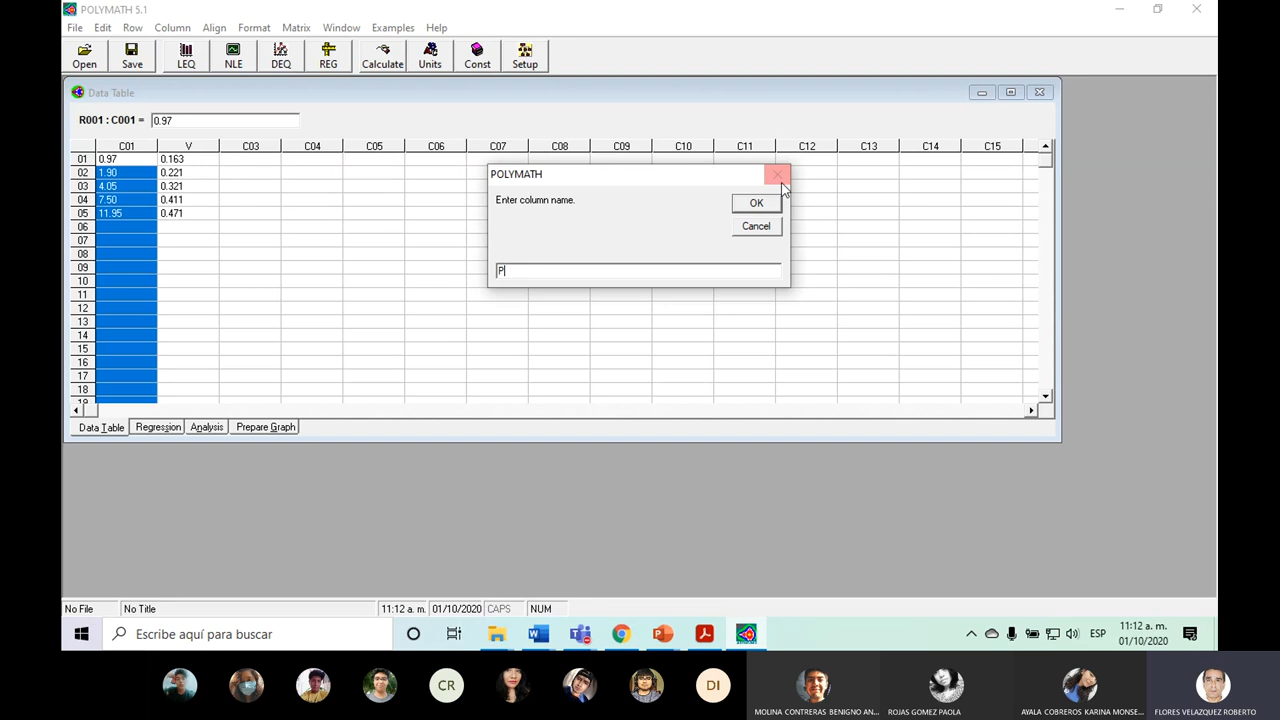 POLYMATH 5.1
File Edit Row Column Align Format Matrix Window Examples Help
Open Save LEQ NLE DEQ REG Calculate Units Const Setup
Data Table
R001 : C001 = 0.97
C01 V C03 C04 C05 C06 C07 C08 C09 C10 C11 C12 C13 C14 C15
01 0.97 0.163
02 1.90 0.221
03 4.05 0.321
04 7.50 0.411
05 11.95 0.471
06
07
08
09
10
11
12
13
14
15
16
17
18
19
POLYMATH
Enter column name.
OK
Cancel
P
Data Table Regression Analysis Prepare Graph
No File No Title 11:12 a. m. 01/10/2020 CAPS NUM
Escribe aquí para buscar
ESP
11:12 a. m.
01/10/2020
CR
DI
MOLINA CONTRERAS BENIGNO AN...
ROJAS GOMEZ PAOLA
AYALA COBREROS KARINA MONSE...
FLORES VELAZQUEZ ROBERTO